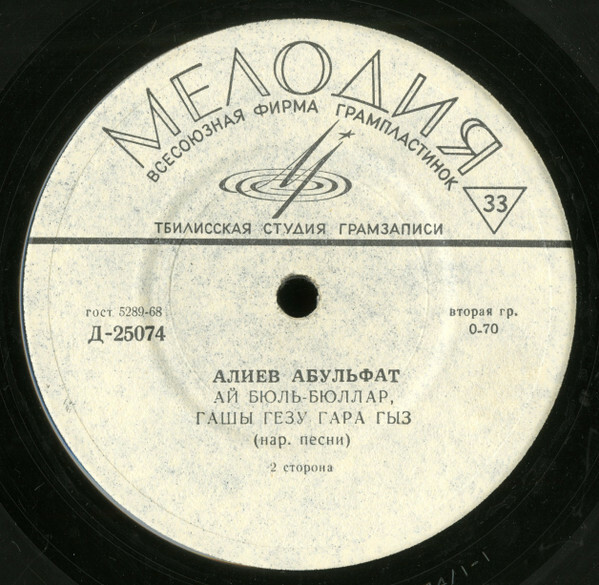 МЕЛОДИЯ
ВСЕСОЮЗНАЯ ФИРМА ГРАМПЛАСТИНОК
33
ТБИЛИССКАЯ СТУДИЯ ГРАМЗАПИСИ
гост 5289-68
Д-25074
вторая гр.
0-70
АЛИЕВ АБУЛЬФАТ
АЙ БЮЛЬ-БЮЛЛАР,
ГАШЫ ГЕЗУ ГАРА ГЫЗ
(нар. песни)
2 сторона